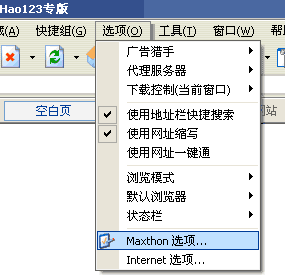 Hao123专版
快捷组(G) 选项(O) 工具(T) 窗口(W)
广告猎手
代理服务器
下载控制(当前窗口)
使用地址栏快捷搜索
使用网址缩写
使用网址一键通
浏览模式
默认浏览器
状态栏
Maxthon 选项...
Internet 选项...
空白页
网站